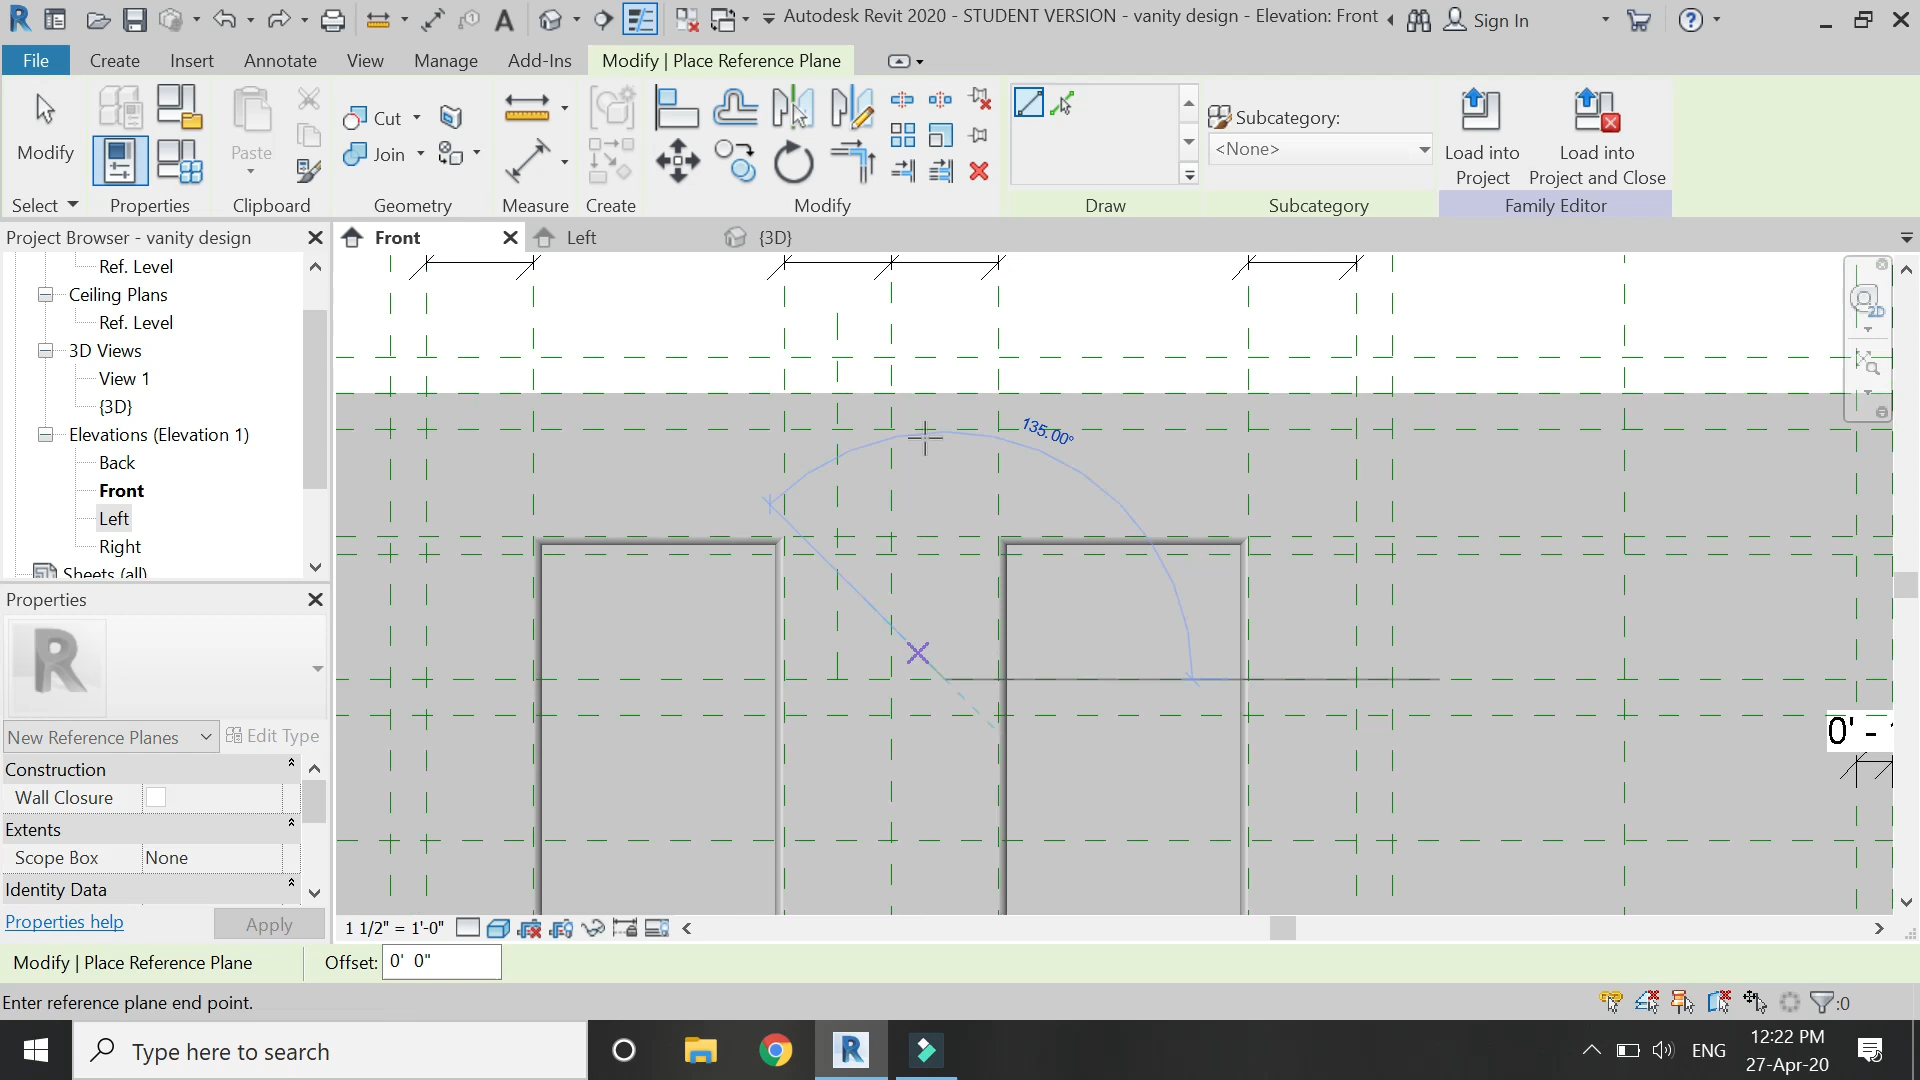 Autodesk Revit 2020 - STUDENT VERSION - vanity design - Elevation: Front
Sign In
File
Create
Insert
Annotate
View
Manage
Add-Ins
Modify | Place Reference Plane
Modify
Paste
Cut
Join
Subcategory:
<None>
Load into
Project
Load into
Project and Close
Select
Properties
Clipboard
Geometry
Measure
Create
Modify
Draw
Subcategory
Family Editor
Project Browser - vanity design
Front
Left
{3D}
Ref. Level
Ceiling Plans
Ref. Level
3D Views
View 1
{3D}
Elevations (Elevation 1)
Back
Front
Left
Right
Sheets (all)
135.00°
2D
0' -
Properties
R
New Reference Planes
Edit Type
Construction
Wall Closure
Extents
Scope Box
None
Identity Data
Properties help
Apply
1 1/2" = 1'-0"
Modify | Place Reference Plane
Offset:
0' 0"
Enter reference plane end point.
:0
Type here to search
ENG
12:22 PM
27-Apr-20